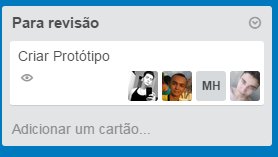 Para revisão
Criar Protótipo
MH
Adicionar um cartão...